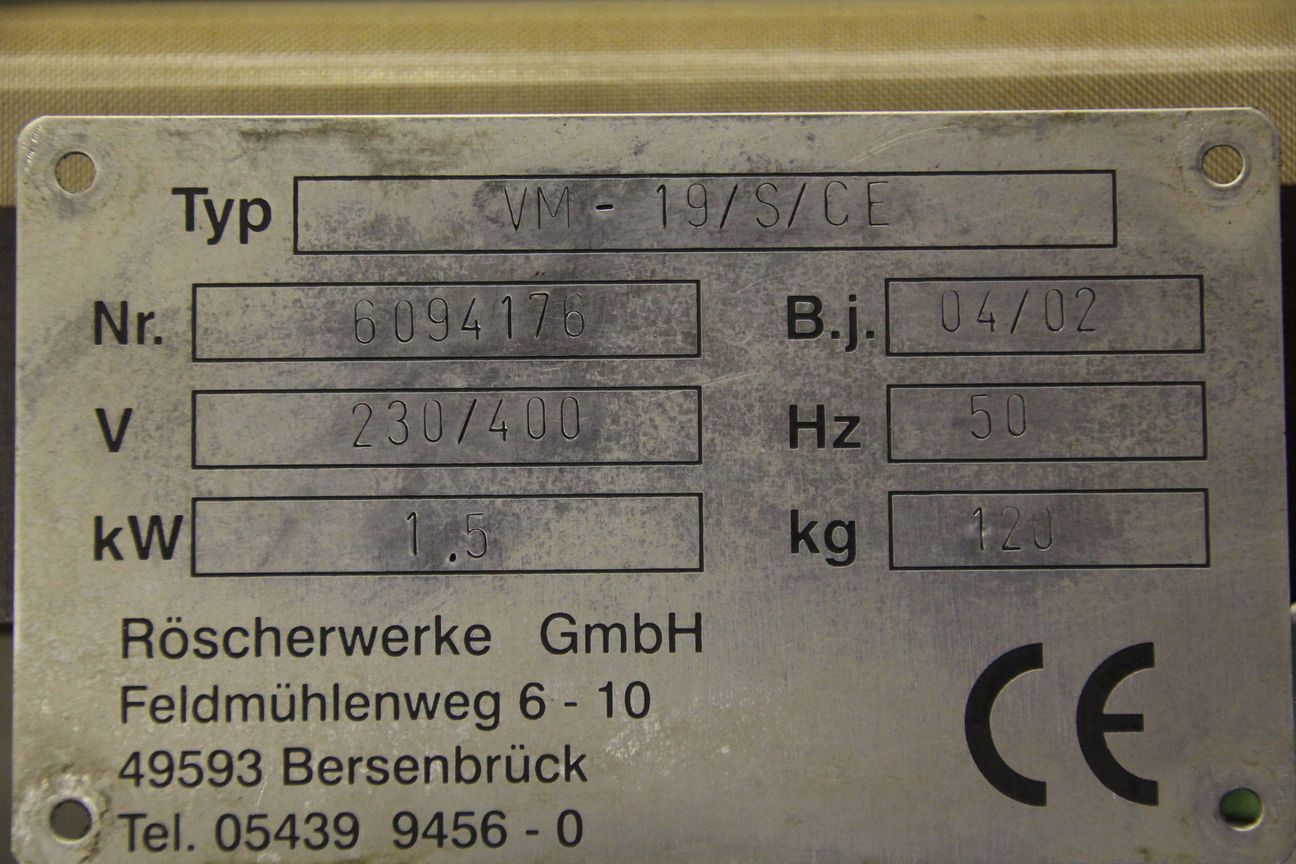 Typ VM - 19/S/CE
Nr. 6094176 B.j. 04/02
V 230/400 Hz 50
kW 1.5 kg 120
Röscherwerke GmbH
Feldmühlenweg 6 - 10
49593 Bersenbrück
Tel. 05439 9456 - 0
CE